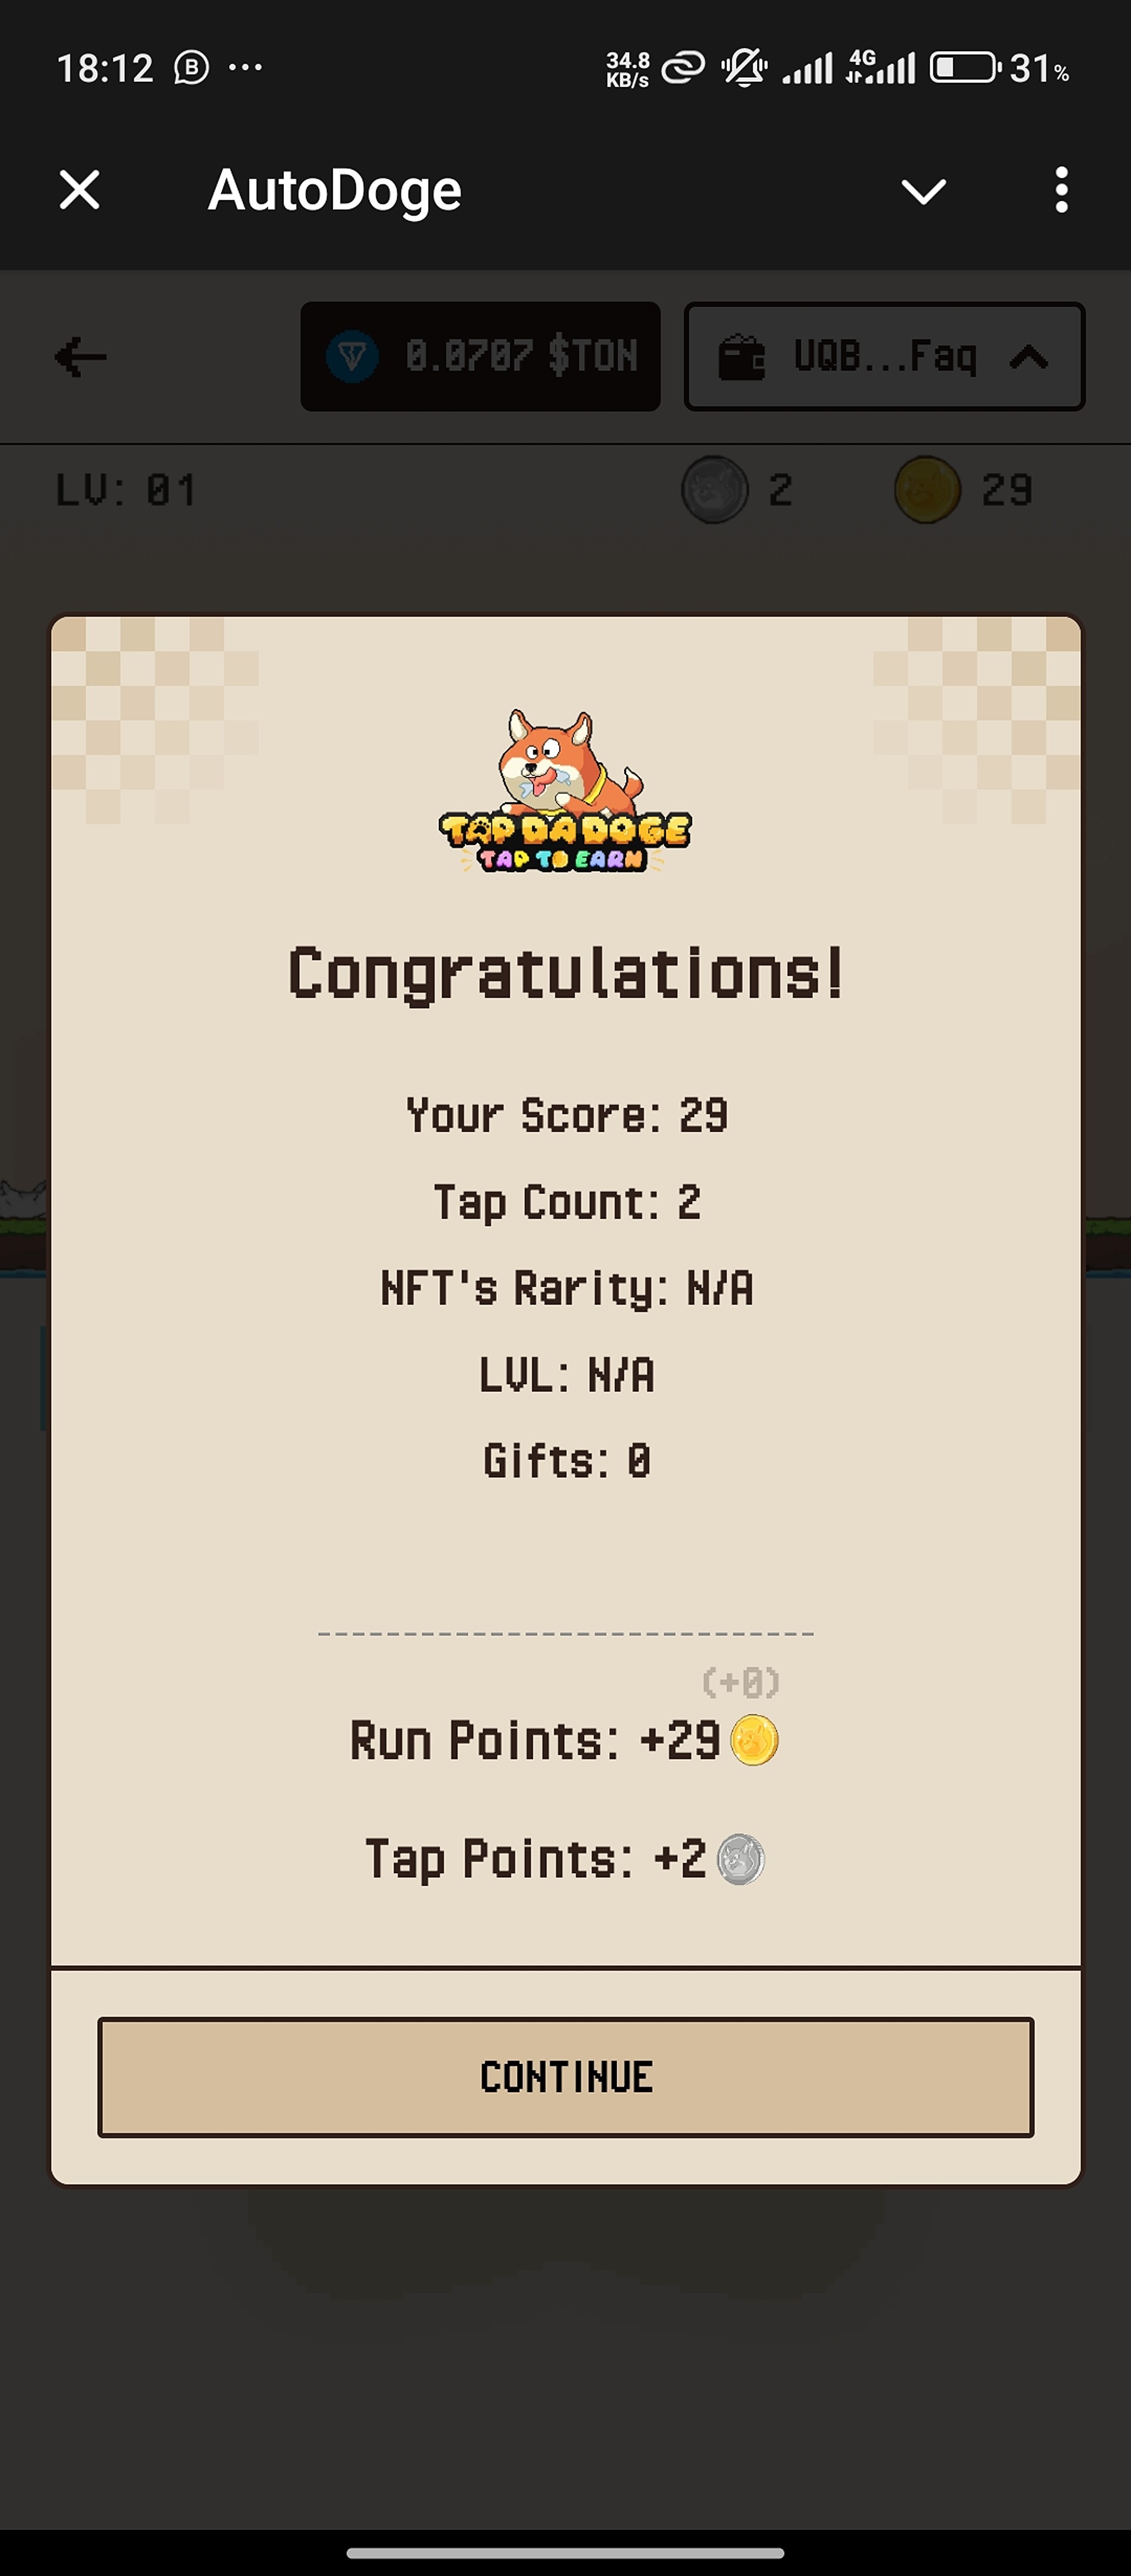 18:12 B ... 34.8 KB/s 4G 31%
AutoDoge
0.0707 $TON UQB...Faq
LV: 01 2 29
TAP DA DOGE
TAP TO EARN
Congratulations!
Your Score: 29
Tap Count: 2
NFT's Rarity: N/A
LVL: N/A
Gifts: 0
(+0)
Run Points: +29
Tap Points: +2
CONTINUE